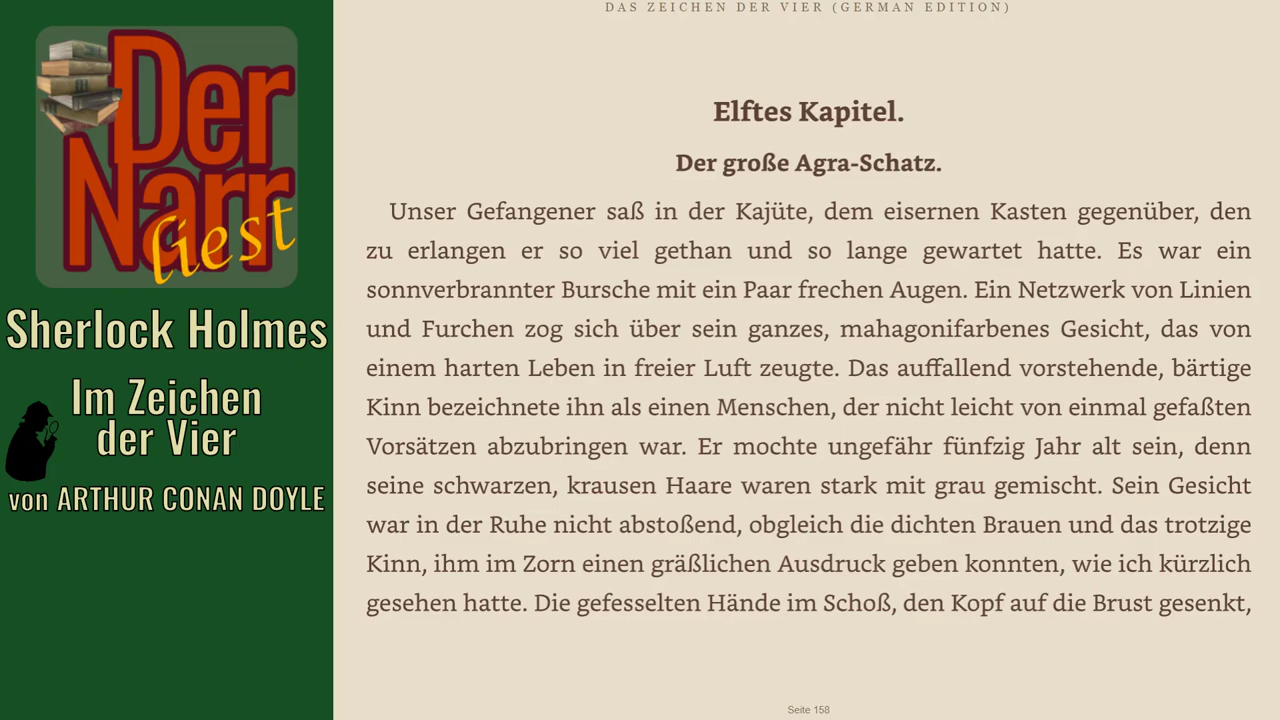 Der
Narr
liest
Sherlock Holmes
Im Zeichen
der Vier
von ARTHUR CONAN DOYLE
DAS ZEICHEN DER VIER (GERMAN EDITION)
Elftes Kapitel.
Der große Agra-Schatz.
Unser Gefangener saß in der Kajüte, dem eisernen Kasten gegenüber, den
zu erlangen er so viel gethan und so lange gewartet hatte. Es war ein
sonnverbrannter Bursche mit ein Paar frechen Augen. Ein Netzwerk von Linien
und Furchen zog sich über sein ganzes, mahagonifarbenes Gesicht, das von
einem harten Leben in freier Luft zeugte. Das auffallend vorstehende, bärtige
Kinn bezeichnete ihn als einen Menschen, der nicht leicht von einmal gefaßten
Vorsätzen abzubringen war. Er mochte ungefähr fünfzig Jahr alt sein, denn
seine schwarzen, krausen Haare waren stark mit grau gemischt. Sein Gesicht
war in der Ruhe nicht abstoßend, obgleich die dichten Brauen und das trotzige
Kinn, ihm im Zorn einen gräßlichen Ausdruck geben konnten, wie ich kürzlich
gesehen hatte. Die gefesselten Hände im Schoß, den Kopf auf die Brust gesenkt,
Seite 158